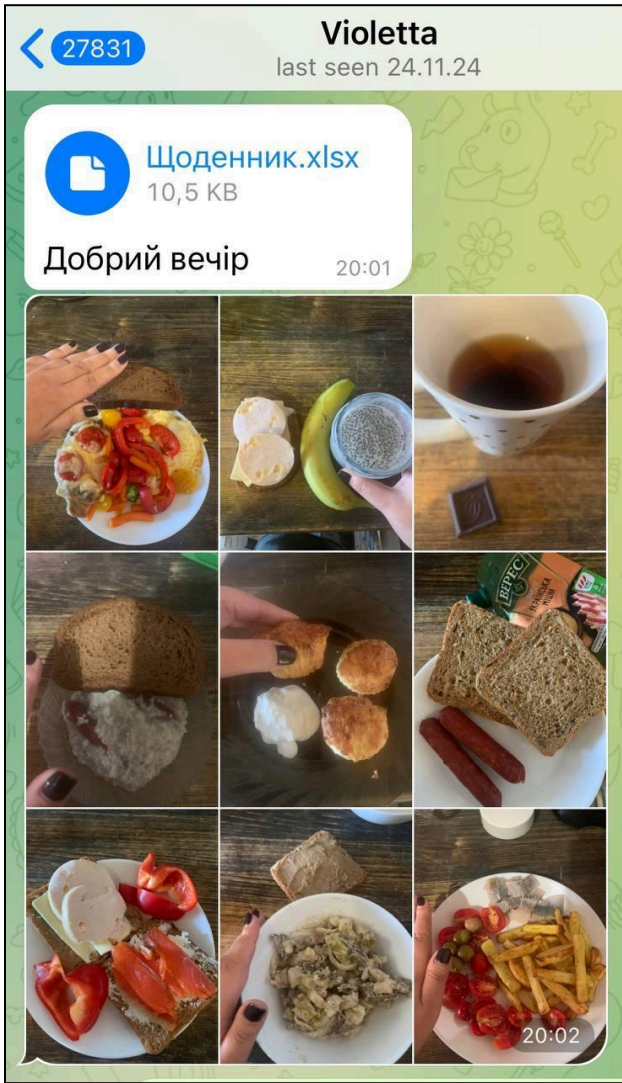 27831
Violetta
last seen 24.11.24
Щоденник.xlsx
10,5 KB
Добрий вечір
20:01
ВЕРЕС
УКРАЇНСЬКА
20:02